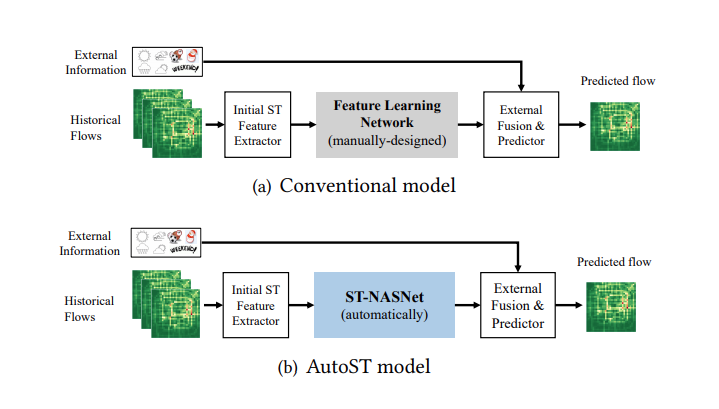 External
Information
WEEKEND!
Historical
Flows
Initial ST
Feature
Extractor
Feature Learning
Network
(manually-designed)
External
Fusion &
Predictor
Predicted flow
(a) Conventional model
External
Information
WEEKEND!
Historical
Flows
Initial ST
Feature
Extractor
ST-NASNet
(automatically)
External
Fusion &
Predictor
Predicted flow
(b) AutoST model